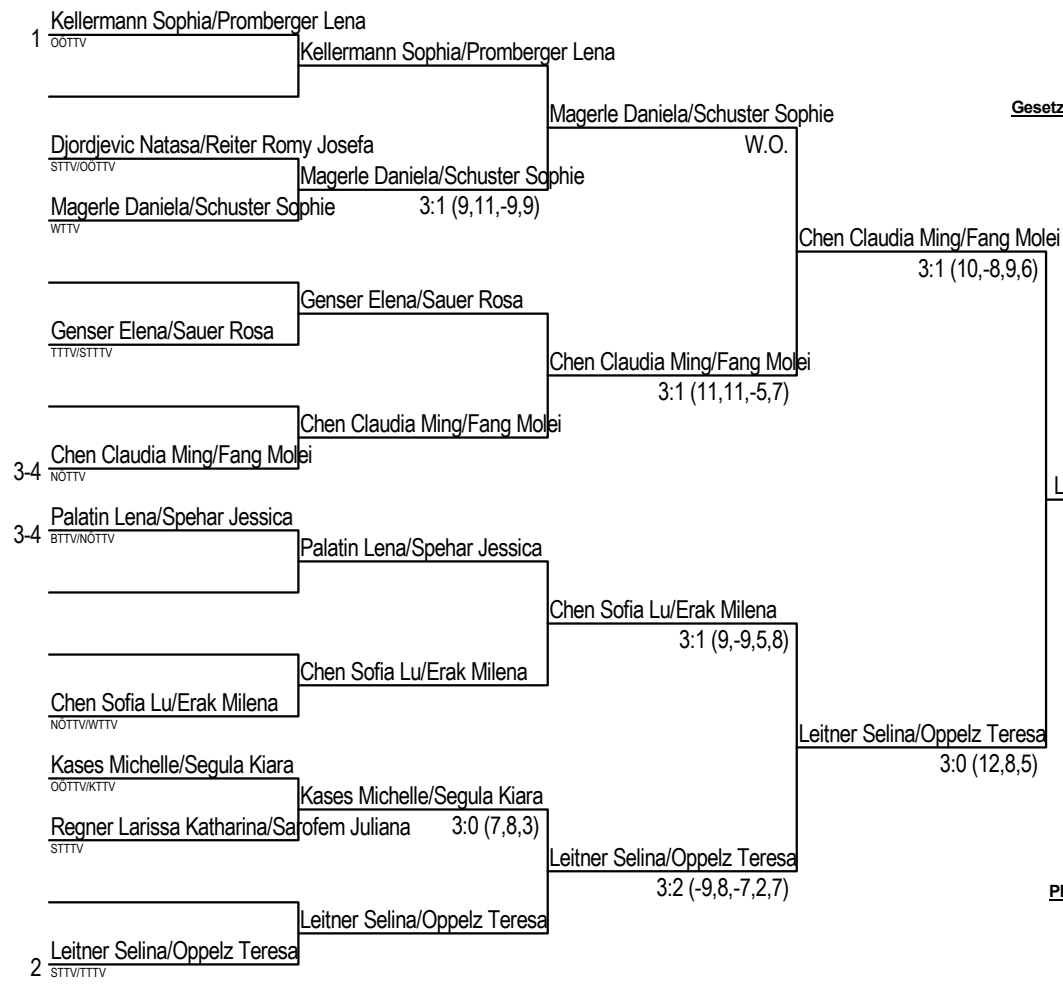 Kellermann Sophia/Promberger Lena
1
OÖTTV
Kellermann Sophia/Promberger Lena
Magerle Daniela/Schuster Sophie
W.O.
Gesetz
Djordjevic Natasa/Reiter Romy Josefa
STTV/OÖTTV
Magerle Daniela/Schuster Sophie
3:1 (9,11,-9,9)
Magerle Daniela/Schuster Sophie
WTTV
Chen Claudia Ming/Fang Molei
3:1 (10,-8,9,6)
Genser Elena/Sauer Rosa
Genser Elena/Sauer Rosa
TTTV/STTTV
Chen Claudia Ming/Fang Molei
3:1 (11,11,-5,7)
Chen Claudia Ming/Fang Molei
Chen Claudia Ming/Fang Molei
3-4
NÖTTV
L
Palatin Lena/Spehar Jessica
3-4
BTTV/NÖTTV
Palatin Lena/Spehar Jessica
Chen Sofia Lu/Erak Milena
3:1 (9,-9,5,8)
Chen Sofia Lu/Erak Milena
Chen Sofia Lu/Erak Milena
NÖTTV/WTTV
Leitner Selina/Oppelz Teresa
3:0 (12,8,5)
Kases Michelle/Segula Kiara
OÖTTV/KTTV
Kases Michelle/Segula Kiara
3:0 (7,8,3)
Regner Larissa Katharina/Sarofem Juliana
STTTV
Leitner Selina/Oppelz Teresa
3:2 (-9,8,-7,2,7)
Pl
Leitner Selina/Oppelz Teresa
Leitner Selina/Oppelz Teresa
2
STTV/TTTV